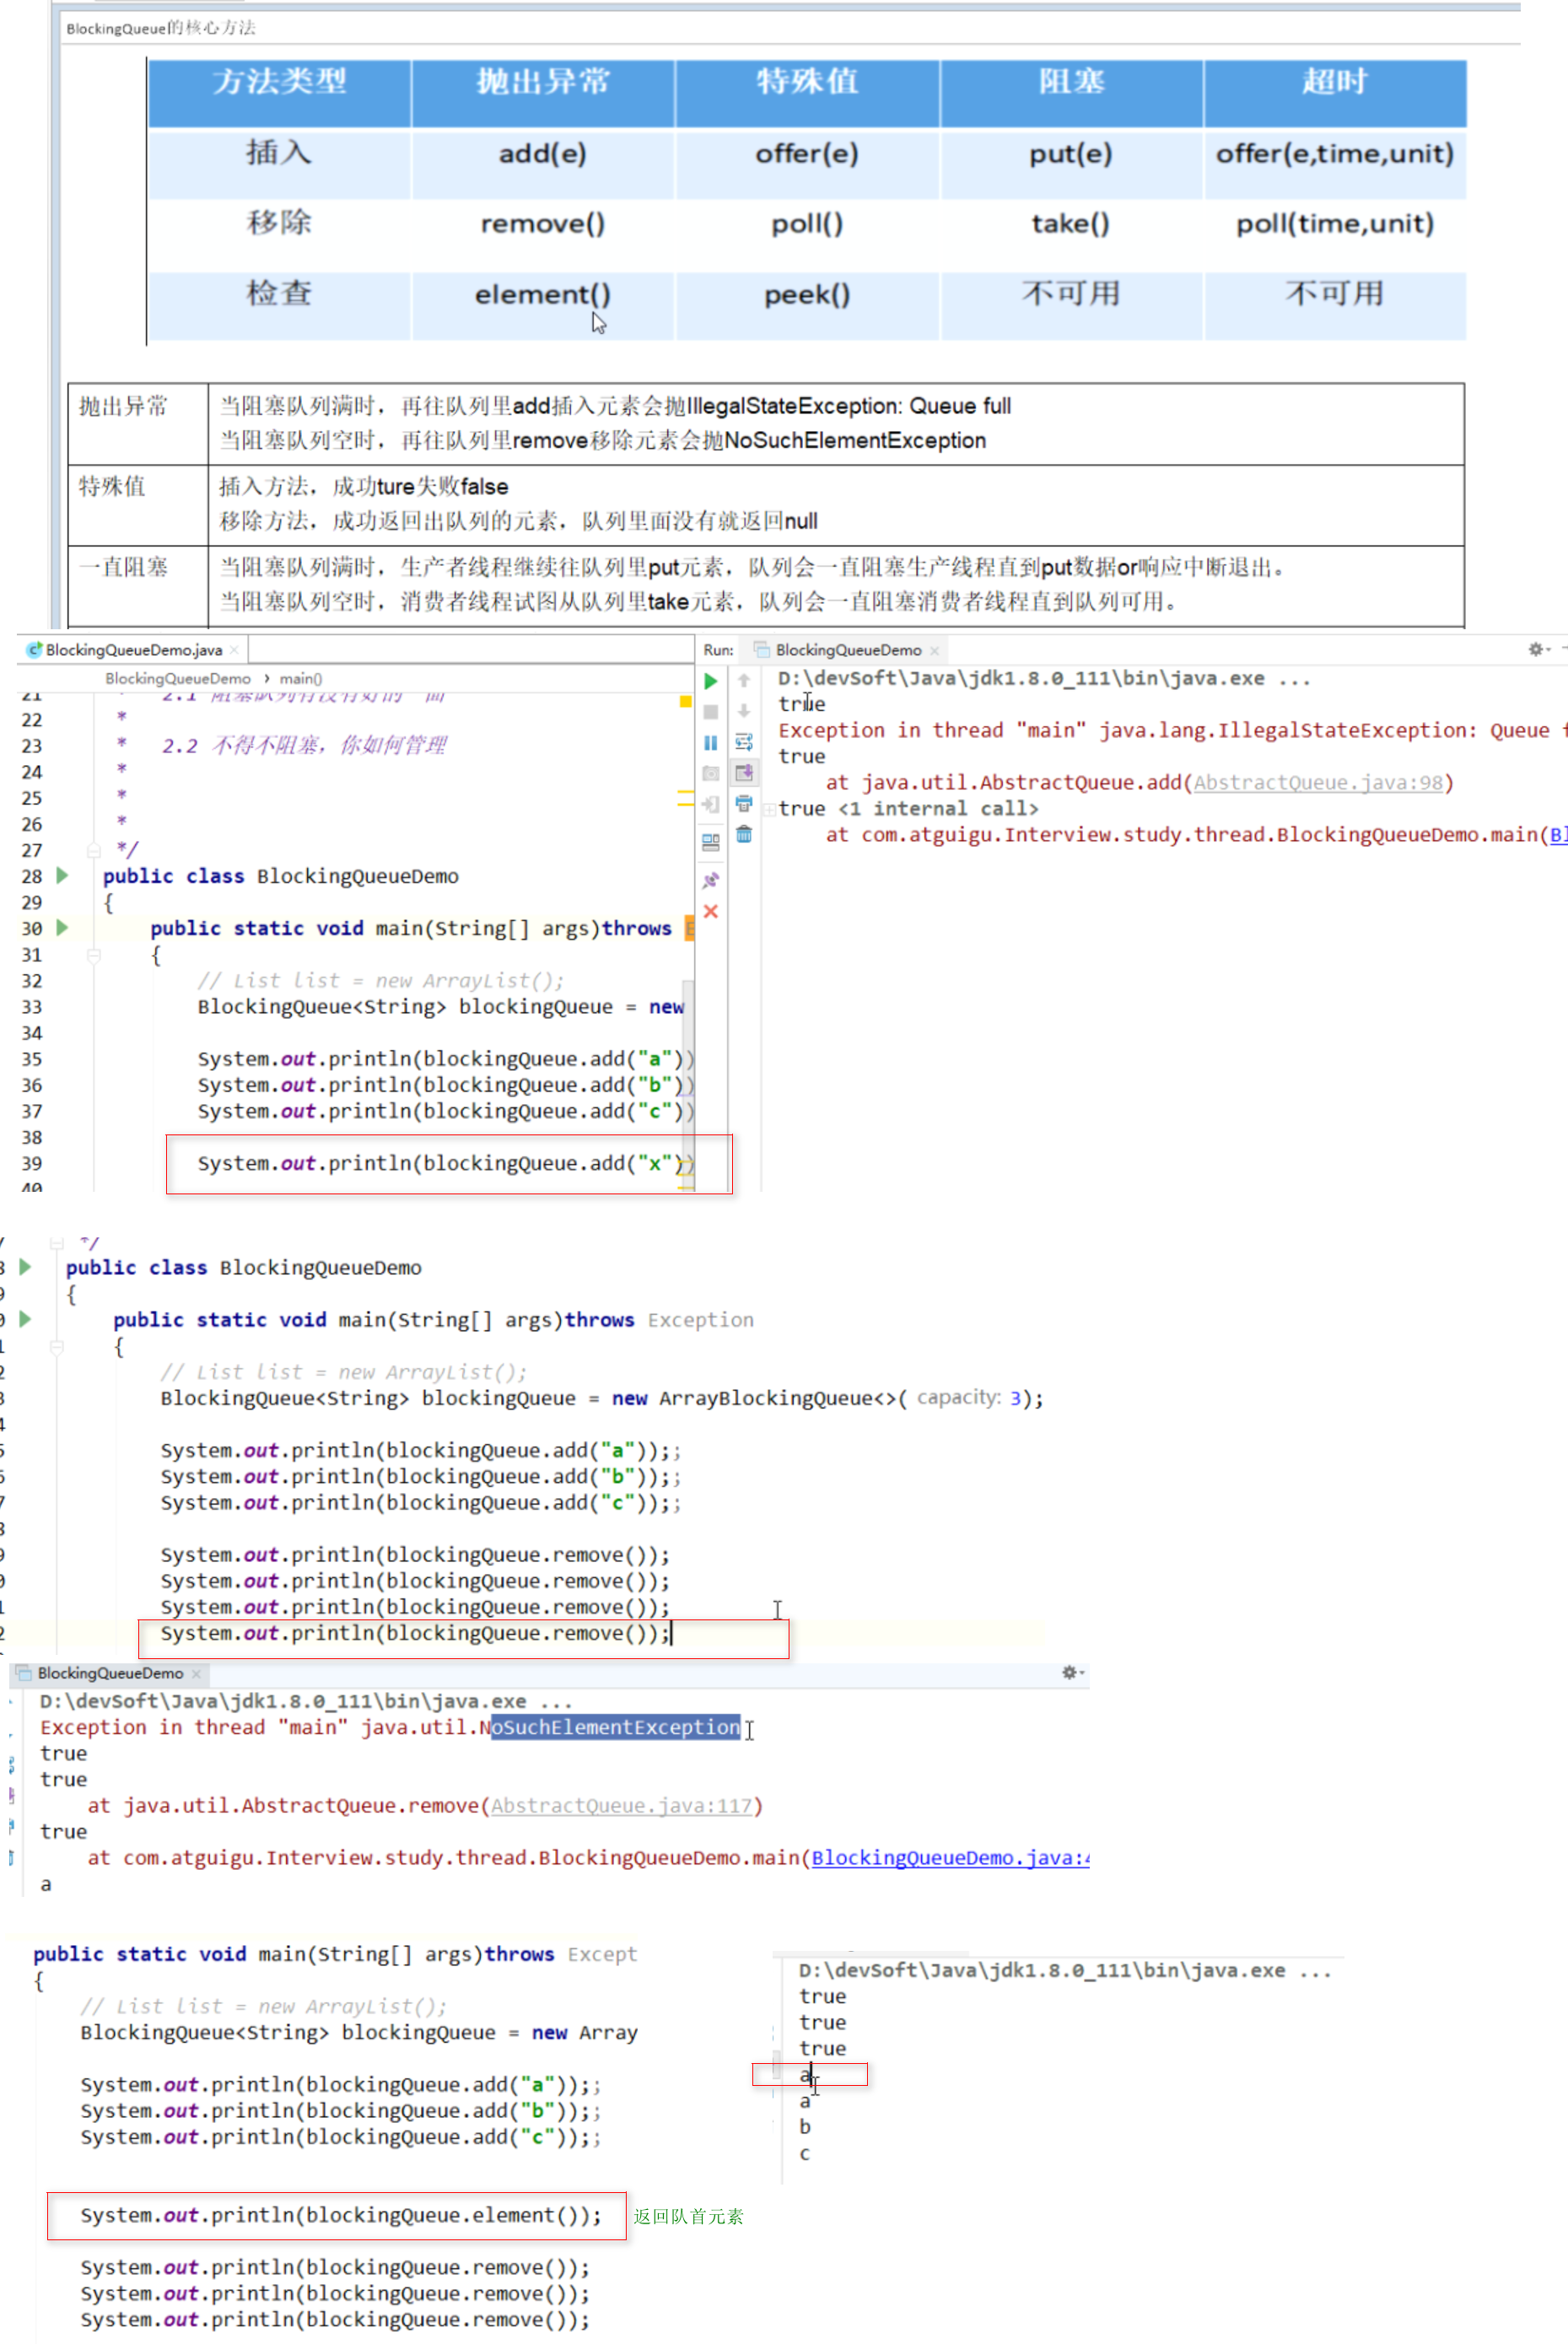 BlockingQueue的核心方法
方法类型 抛出异常 特殊值 阻塞 超时
插入 add(e) offer(e) put(e) offer(e,time,unit)
移除 remove() poll() take() poll(time,unit)
检查 element() peek() 不可用 不可用
抛出异常 当阻塞队列满时，再往队列里add插入元素会抛IllegalStateException: Queue full
当阻塞队列空时，再往队列里remove移除元素会抛NoSuchElementException
特殊值 插入方法，成功ture失败false
移除方法，成功返回出队列的元素，队列里面没有就返回null
一直阻塞 当阻塞队列满时，生产者线程继续往队列里put元素，队列会一直阻塞生产线程直到put数据or响应中断退出。
当阻塞队列空时，消费者线程试图从队列里take元素，队列会一直阻塞消费者线程直到队列可用。
BlockingQueueDemo.java
BlockingQueueDemo › main()
21 * 2.1 阻塞队列有没有好的一面
22 *
23 * 2.2 不得不阻塞，你如何管理
24 *
25 *
26 *
27 */
28 public class BlockingQueueDemo
29 {
30 public static void main(String[] args)throws E
31 {
32 // List list = new ArrayList();
33 BlockingQueue<String> blockingQueue = new
34
35 System.out.println(blockingQueue.add("a"))
36 System.out.println(blockingQueue.add("b"))
37 System.out.println(blockingQueue.add("c"))
38
39 System.out.println(blockingQueue.add("x"))
40
Run: BlockingQueueDemo
D:\devSoft\Java\jdk1.8.0_111\bin\java.exe ...
true
Exception in thread "main" java.lang.IllegalStateException: Queue f
true
at java.util.AbstractQueue.add(AbstractQueue.java:98)
true <1 internal call>
at com.atguigu.Interview.study.thread.BlockingQueueDemo.main(Bl
*/
8 public class BlockingQueueDemo
9 {
0 public static void main(String[] args)throws Exception
1 {
2 // List list = new ArrayList();
3 BlockingQueue<String> blockingQueue = new ArrayBlockingQueue<>( capacity: 3);
4
5 System.out.println(blockingQueue.add("a"));;
6 System.out.println(blockingQueue.add("b"));;
7 System.out.println(blockingQueue.add("c"));;
8
9 System.out.println(blockingQueue.remove());
0 System.out.println(blockingQueue.remove());
1 System.out.println(blockingQueue.remove());
2 System.out.println(blockingQueue.remove());
BlockingQueueDemo
D:\devSoft\Java\jdk1.8.0_111\bin\java.exe ...
Exception in thread "main" java.util.NoSuchElementException
true
true
at java.util.AbstractQueue.remove(AbstractQueue.java:117)
true
at com.atguigu.Interview.study.thread.BlockingQueueDemo.main(BlockingQueueDemo.java:4
a
public static void main(String[] args)throws Except
{
// List list = new ArrayList();
BlockingQueue<String> blockingQueue = new Array
System.out.println(blockingQueue.add("a"));;
System.out.println(blockingQueue.add("b"));;
System.out.println(blockingQueue.add("c"));;
System.out.println(blockingQueue.element()); 返回队首元素
System.out.println(blockingQueue.remove());
System.out.println(blockingQueue.remove());
System.out.println(blockingQueue.remove());
D:\devSoft\Java\jdk1.8.0_111\bin\java.exe ...
true
true
true
a
a
b
c